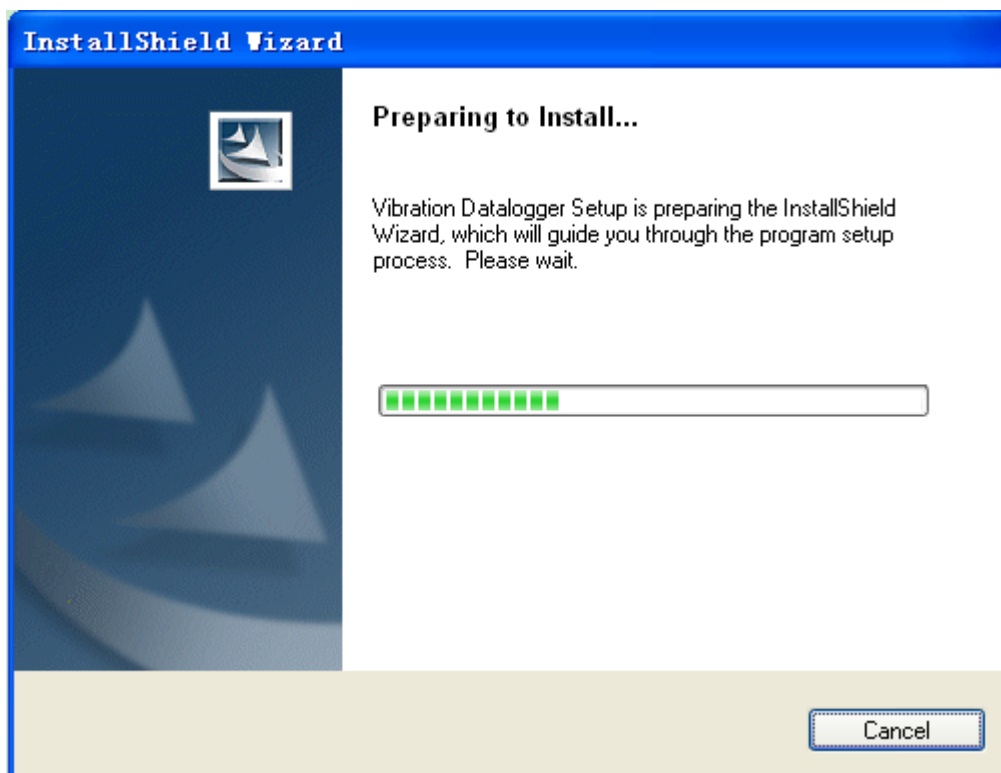 InstallShield Wizard
Preparing to Install...
Vibration Datalogger Setup is preparing the InstallShield
Wizard, which will guide you through the program setup
process.  Please wait.
Cancel